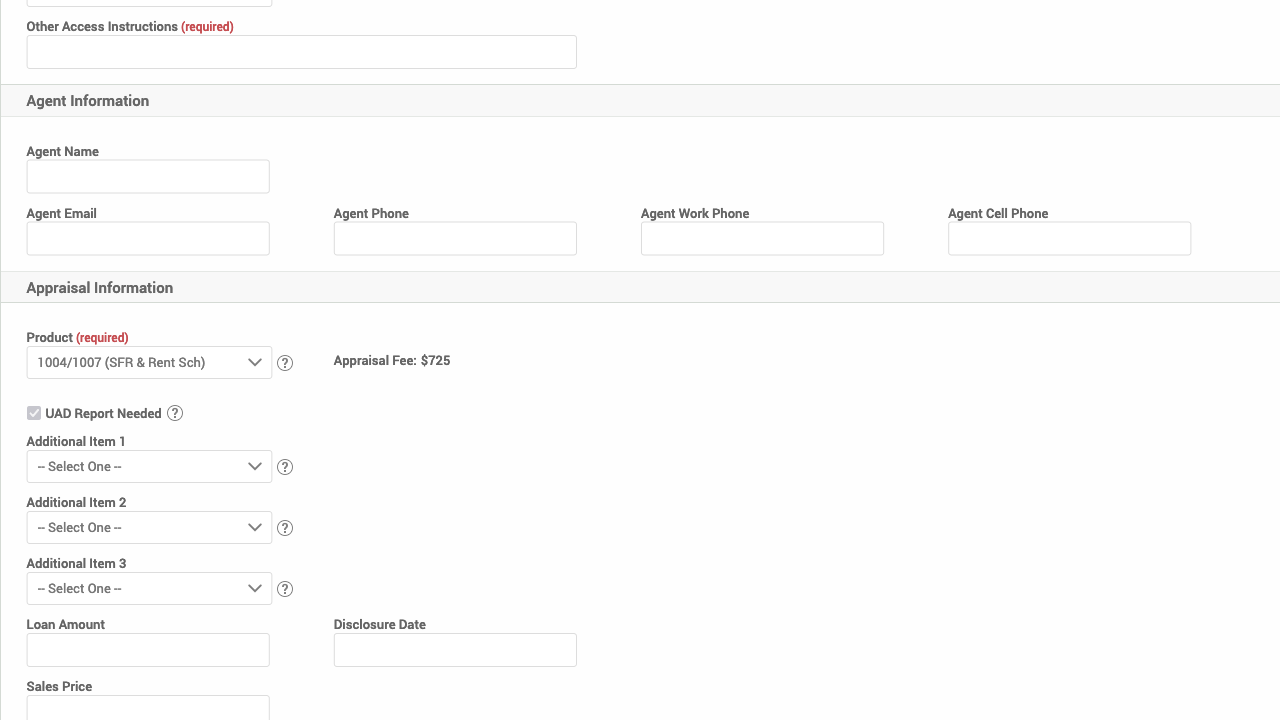 Other Access Instructions (required)
Agent Information
Agent Name
Agent Email Agent Phone Agent Work Phone Agent Cell Phone
Appraisal Information
Product (required)
1004/1007 (SFR & Rent Sch) ? Appraisal Fee: $725
UAD Report Needed ?
Additional Item 1
-- Select One -- ?
Additional Item 2
-- Select One -- ?
Additional Item 3
-- Select One -- ?
Loan Amount Disclosure Date
Sales Price